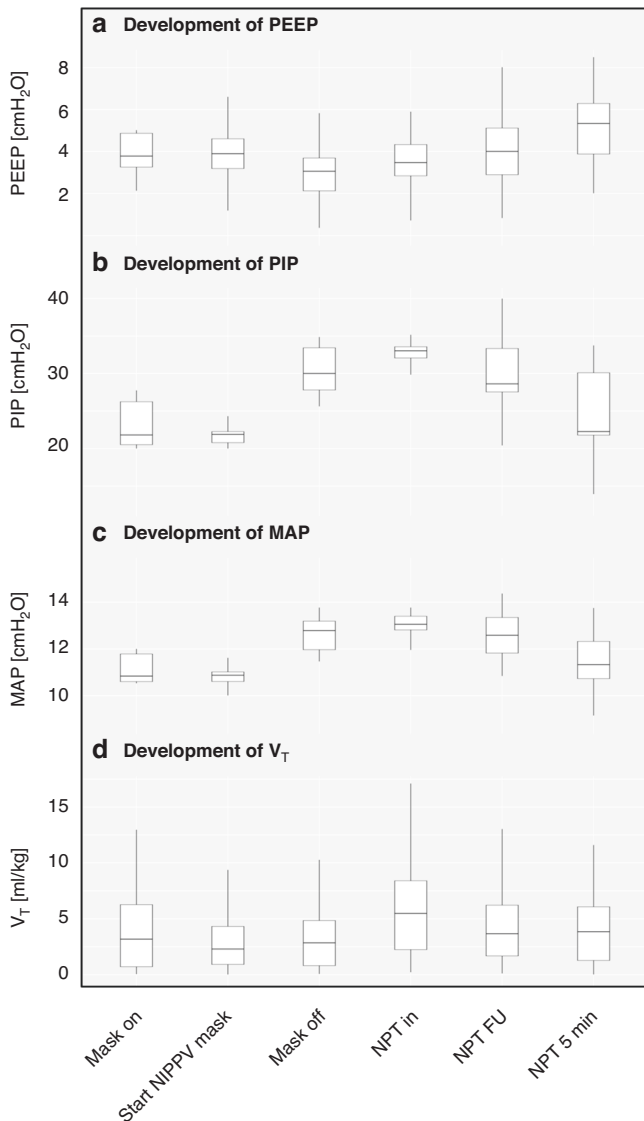 a Development of PEEP
PEEP [cmH₂O]
8
6
4
2
b Development of PIP
PIP [cmH₂O]
40
30
20
c Development of MAP
MAP [cmH₂O]
14
12
10
d Development of V_T
V_T [ml/kg]
15
10
5
0
Mask on
Start NIPPV mask
Mask off
NPT in
NPT FU
NPT 5 min